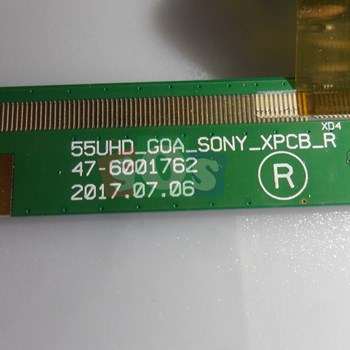 XD4
55UHD_GOA_SONY_XPCB_R
47-6001762
2017.07.06
R